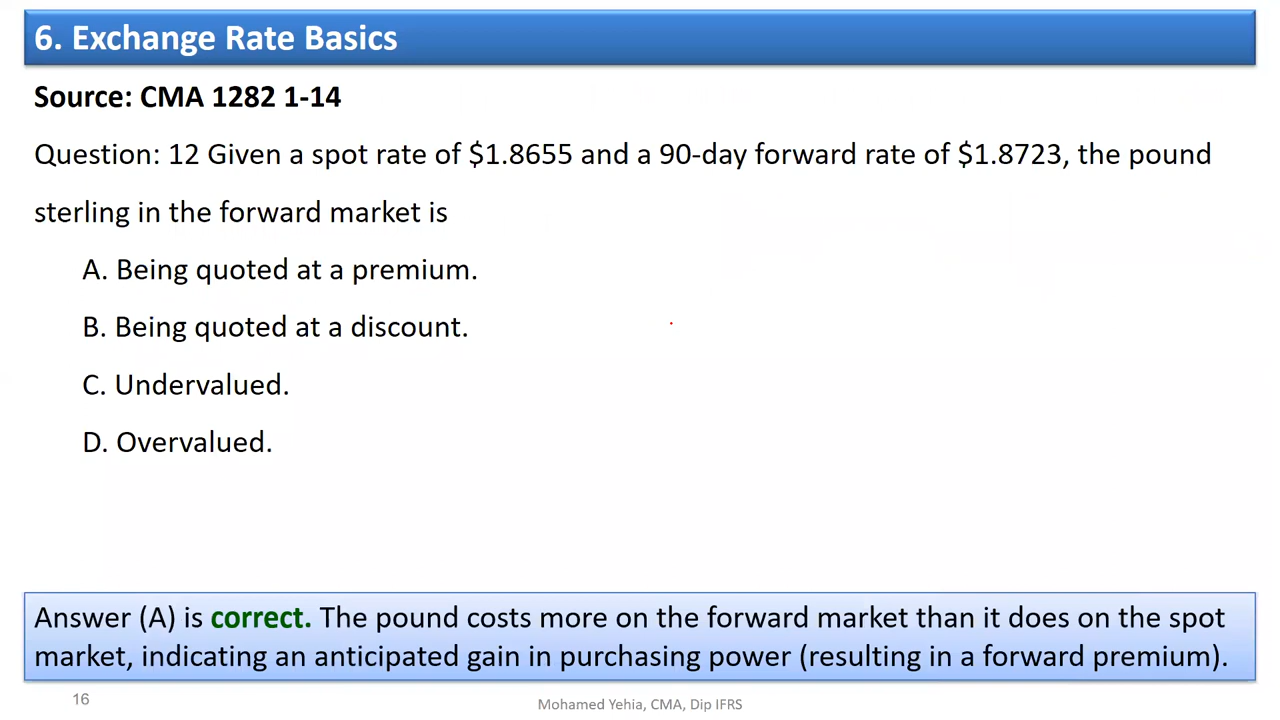 6. Exchange Rate Basics
Source: CMA 1282 1-14
Question: 12 Given a spot rate of $1.8655 and a 90-day forward rate of $1.8723, the pound
sterling in the forward market is
A. Being quoted at a premium.
B. Being quoted at a discount.
C. Undervalued.
D. Overvalued.
Answer (A) is correct. The pound costs more on the forward market than it does on the spot
market, indicating an anticipated gain in purchasing power (resulting in a forward premium).
16
Mohamed Yehia, CMA, Dip IFRS